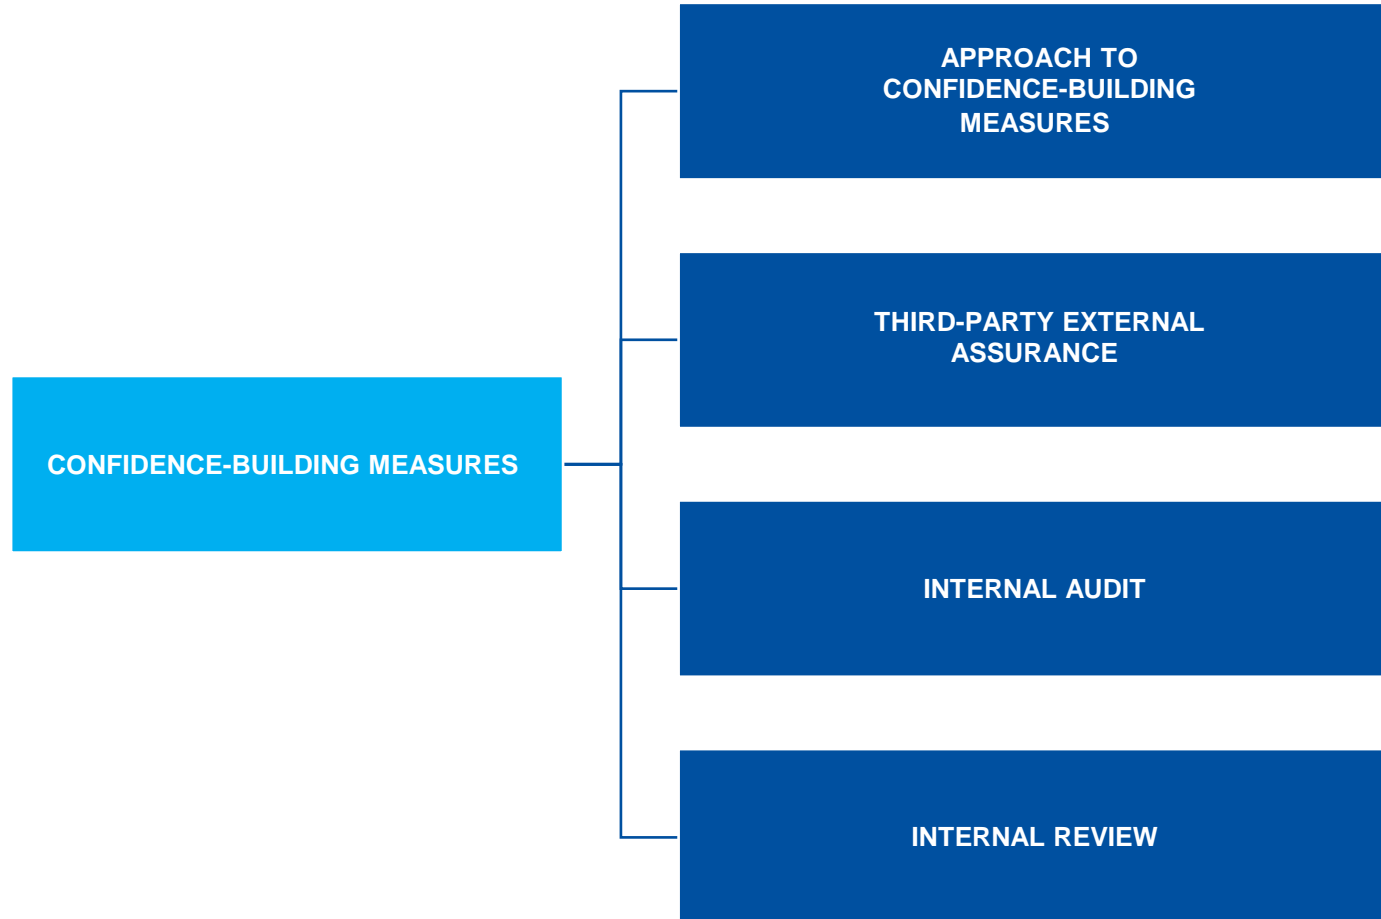 APPROACH TO
CONFIDENCE-BUILDING
MEASURES
THIRD-PARTY EXTERNAL
ASSURANCE
CONFIDENCE-BUILDING MEASURES
INTERNAL AUDIT
INTERNAL REVIEW